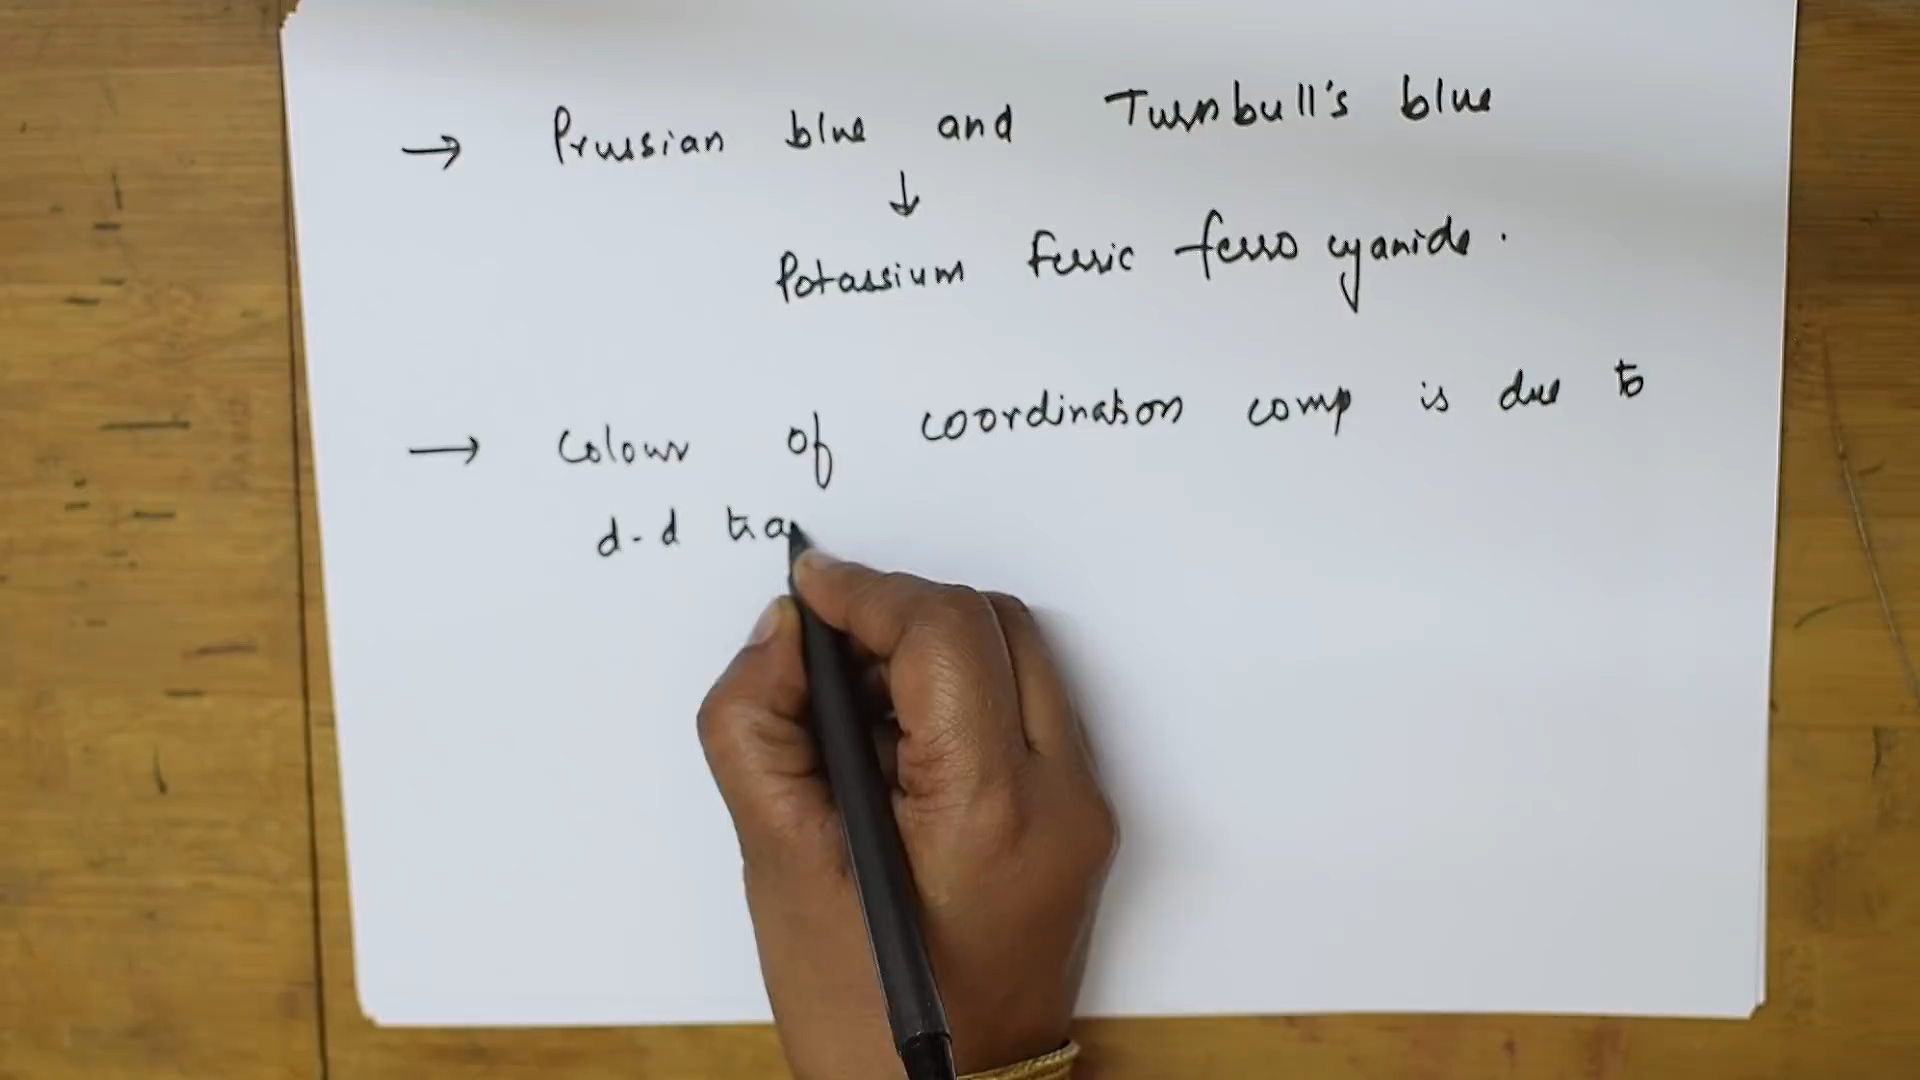 → Prussian blue and Turnbull's blue
↓
Potassium Ferric ferro cyanide.
→ Colour of coordination comp is due to
d-d tra